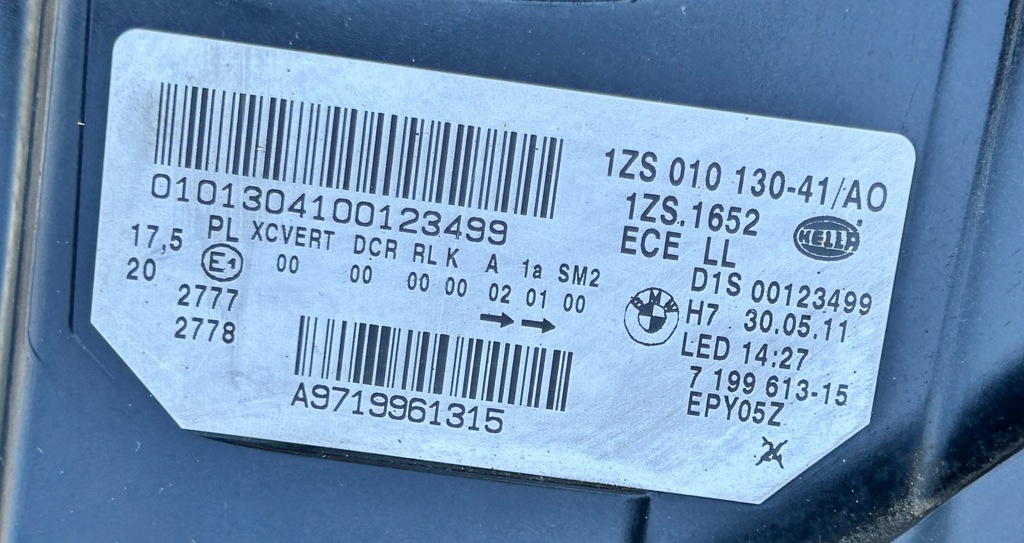 0101304100123499
17,5 PL XCVERT DCR RL K A 1a SM2
20 E1 00 00 00 00 02 01 00
2777
2778
A9719961315
1ZS 010 130-41/AO
1ZS.1652
ECE LL
HELLA
D1S 00123499
BMW
H7 30.05.11
LED 14:27
7 199 613-15
EPY05Z